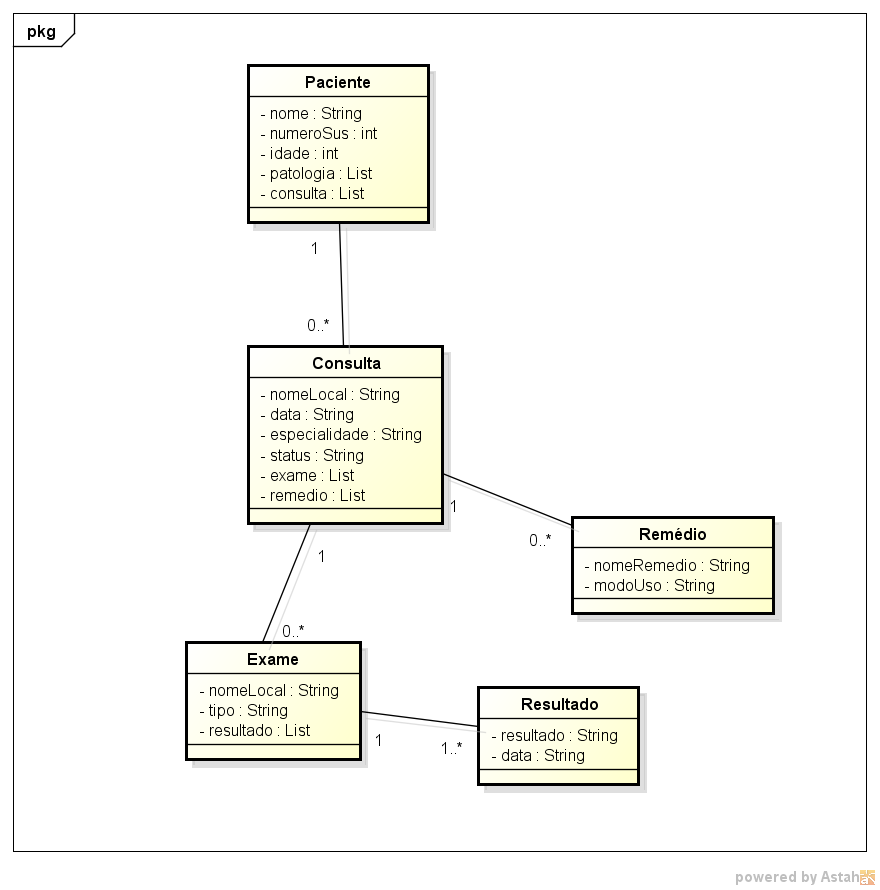 pkg
Paciente
- nome : String
- numeroSus : int
- idade : int
- patologia : List
- consulta : List
1
0..*
Consulta
- nomeLocal : String
- data : String
- especialidade : String
- status : String
- exame : List
- remedio : List
1
0..*
Remédio
- nomeRemedio : String
- modoUso : String
1
0..*
Exame
- nomeLocal : String
- tipo : String
- resultado : List
1
1..*
Resultado
- resultado : String
- data : String
powered by Astah